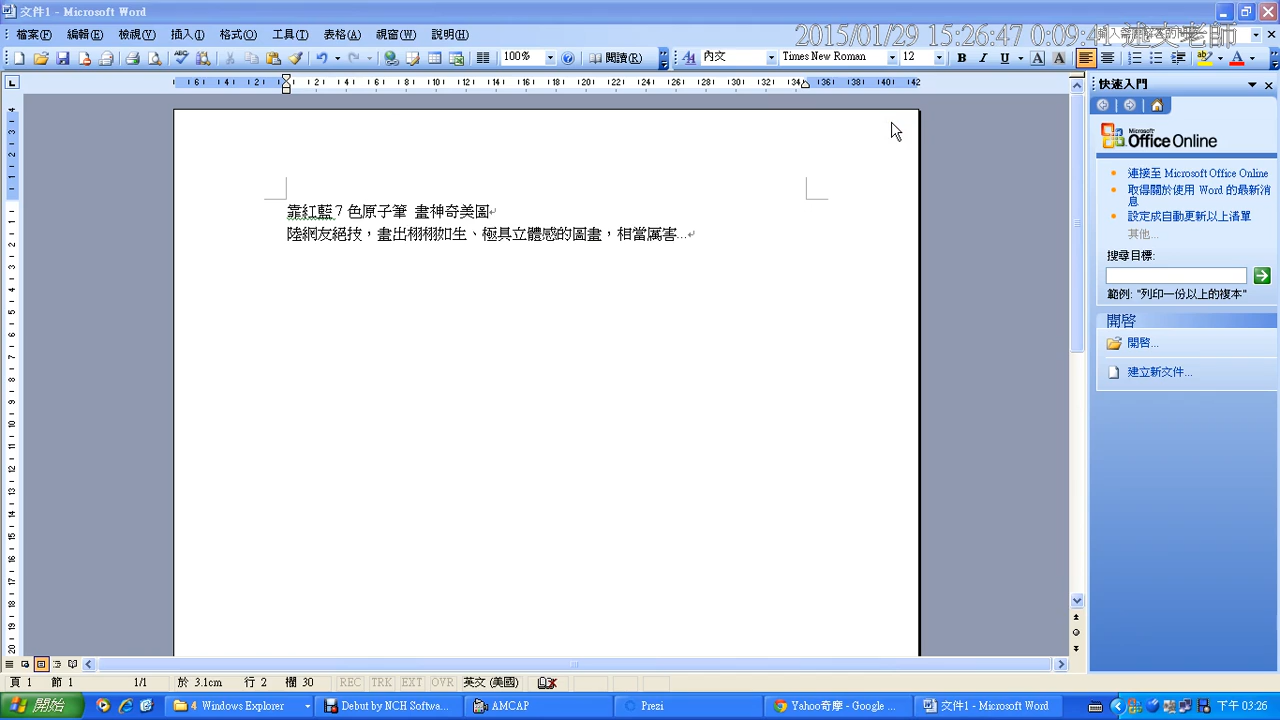 文件1 - Microsoft Word
檔案(F) 編輯(E) 檢視(V) 插入(I) 格式(O) 工具(T) 表格(A) 視窗(W) 說明(H)
2015/01/29 15:26:47 0:09:41
100% 閱讀(R) 內文 Times New Roman 12
快速入門
Microsoft Office Online
連接至 Microsoft Office Online
取得關於使用 Word 的最新消息
設定成自動更新以上清單
其他...
搜尋目標:
範例: "列印一份以上的複本"
開啓
開啓...
建立新文件...
靠紅藍7 色原子筆 畫神奇美圖
陸網友絕技，畫出栩栩如生、極具立體感的圖畫，相當厲害...
頁 1 節 1 1/1 於 3.1cm 行 2 欄 30 REC TRK EXT OVR 英文 (美國)
開始 4 Windows Explorer Debut by NCH Softwa... AMCAP Prezi Yahoo奇摩 - Google ... 文件1 - Microsoft Word 下午 03:26